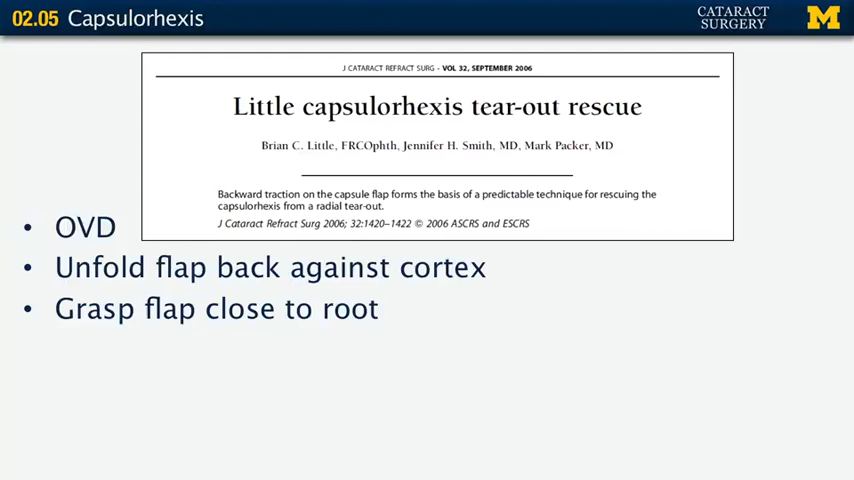 02.05 Capsulorhexis
CATARACT
SURGERY
M
J CATARACT REFRACT SURG - VOL 32, SEPTEMBER 2006
Little capsulorhexis tear-out rescue
Brian C. Little, FRCOphth, Jennifer H. Smith, MD, Mark Packer, MD
Backward traction on the capsule flap forms the basis of a predictable technique for rescuing the
capsulorhexis from a radial tear-out.
J Cataract Refract Surg 2006; 32:1420–1422 © 2006 ASCRS and ESCRS
• OVD
• Unfold flap back against cortex
• Grasp flap close to root